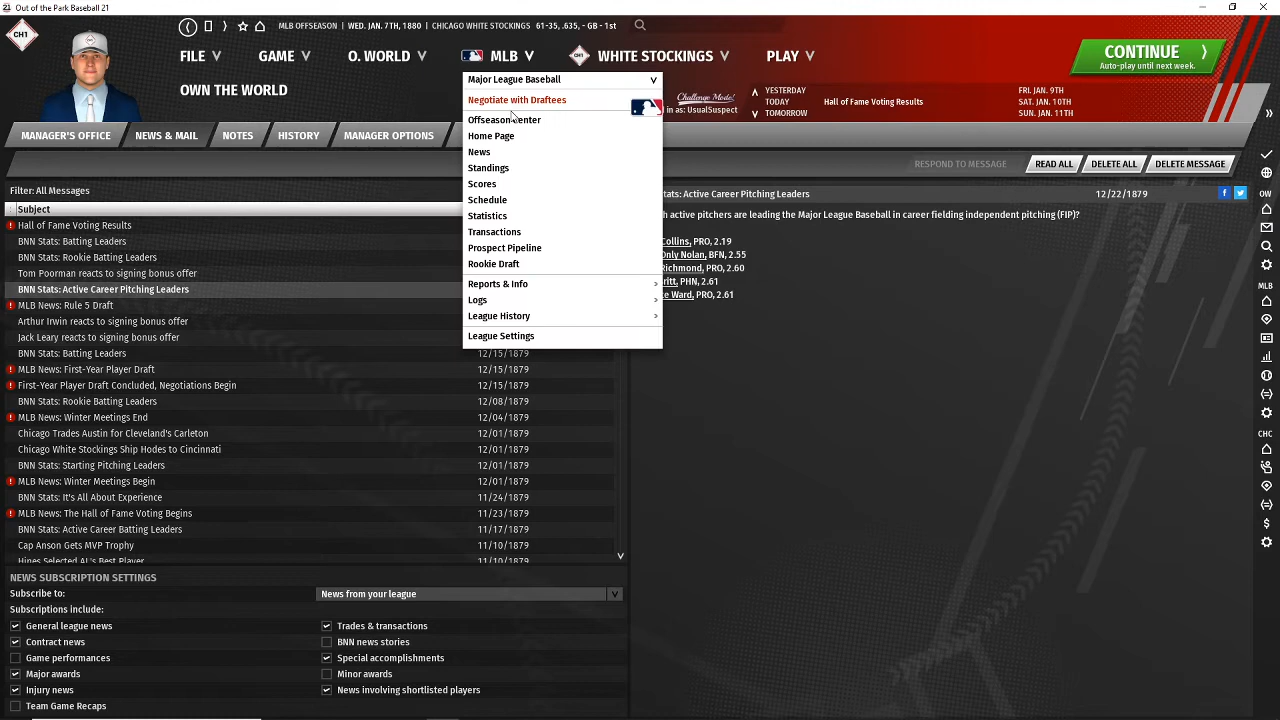 Out of the Park Baseball 21
MLB OFFSEASON | WED. JAN. 7TH, 1880 | CHICAGO WHITE STOCKINGS 61-35, .635, - GB - 1st
CH1
FILE GAME O. WORLD MLB WHITE STOCKINGS PLAY
CONTINUE
Auto-play until next week.
OWN THE WORLD
Major League Baseball
Negotiate with Draftees
Offseason Center
Home Page
News
Standings
Scores
Schedule
Statistics
Transactions
Prospect Pipeline
Rookie Draft
Reports & Info
Logs
League History
League Settings
Challenge Mode!
in as: UsualSuspect
YESTERDAY
TODAY
TOMORROW
Hall of Fame Voting Results
FRI. JAN. 9TH
SAT. JAN. 10TH
SUN. JAN. 11TH
MANAGER'S OFFICE NEWS & MAIL NOTES HISTORY MANAGER OPTIONS
RESPOND TO MESSAGE READ ALL DELETE ALL DELETE MESSAGE
Filter: All Messages
Subject
Hall of Fame Voting Results
BNN Stats: Batting Leaders
BNN Stats: Rookie Batting Leaders
Tom Poorman reacts to signing bonus offer
BNN Stats: Active Career Pitching Leaders
MLB News: Rule 5 Draft
Arthur Irwin reacts to signing bonus offer
Jack Leary reacts to signing bonus offer
BNN Stats: Batting Leaders 12/15/1879
MLB News: First-Year Player Draft 12/15/1879
First-Year Player Draft Concluded, Negotiations Begin 12/15/1879
BNN Stats: Rookie Batting Leaders 12/08/1879
MLB News: Winter Meetings End 12/04/1879
Chicago Trades Austin for Cleveland's Carleton 12/01/1879
Chicago White Stockings Ship Hodes to Cincinnati 12/01/1879
BNN Stats: Starting Pitching Leaders 12/01/1879
MLB News: Winter Meetings Begin 12/01/1879
BNN Stats: It's All About Experience 11/24/1879
MLB News: The Hall of Fame Voting Begins 11/23/1879
BNN Stats: Active Career Batting Leaders 11/17/1879
Cap Anson Gets MVP Trophy 11/10/1879
Hines Selected AL's Best Player 11/10/1879
tats: Active Career Pitching Leaders 12/22/1879
h active pitchers are leading the Major League Baseball in career fielding independent pitching (FIP)?
Collins, PRO, 2.19
Only Nolan, BFN, 2.55
Richmond, PRO, 2.60
ritt, PHN, 2.61
e Ward, PRO, 2.61
NEWS SUBSCRIPTION SETTINGS
Subscribe to: News from your league
Subscriptions include:
General league news Trades & transactions
Contract news BNN news stories
Game performances Special accomplishments
Major awards Minor awards
Injury news News involving shortlisted players
Team Game Recaps
OW
MLB
CHC